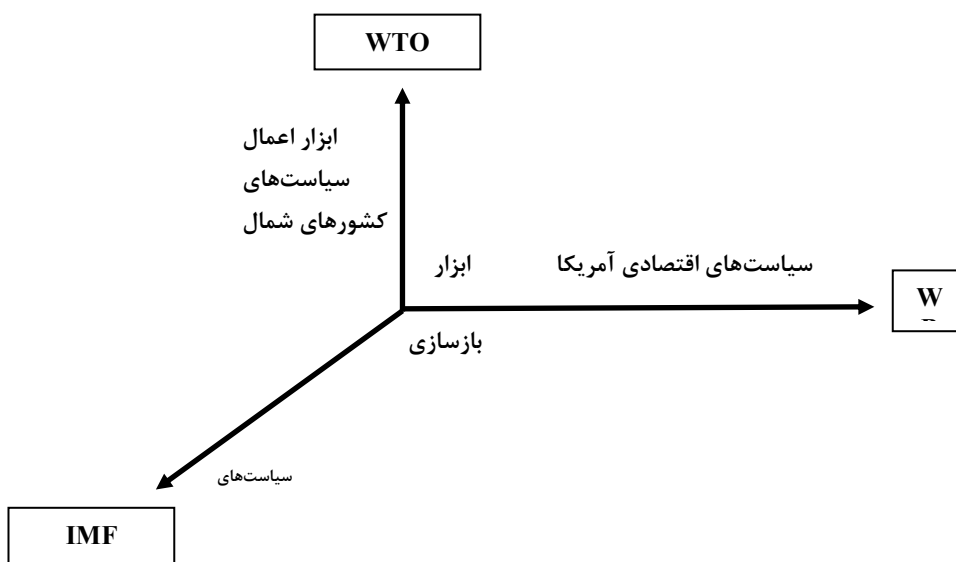 WTO
ابزار اعمال
سیاست‌های
کشورهای شمال
ابزار
سیاست‌های اقتصادی آمریکا
W
بازسازی
سیاست‌های
IMF